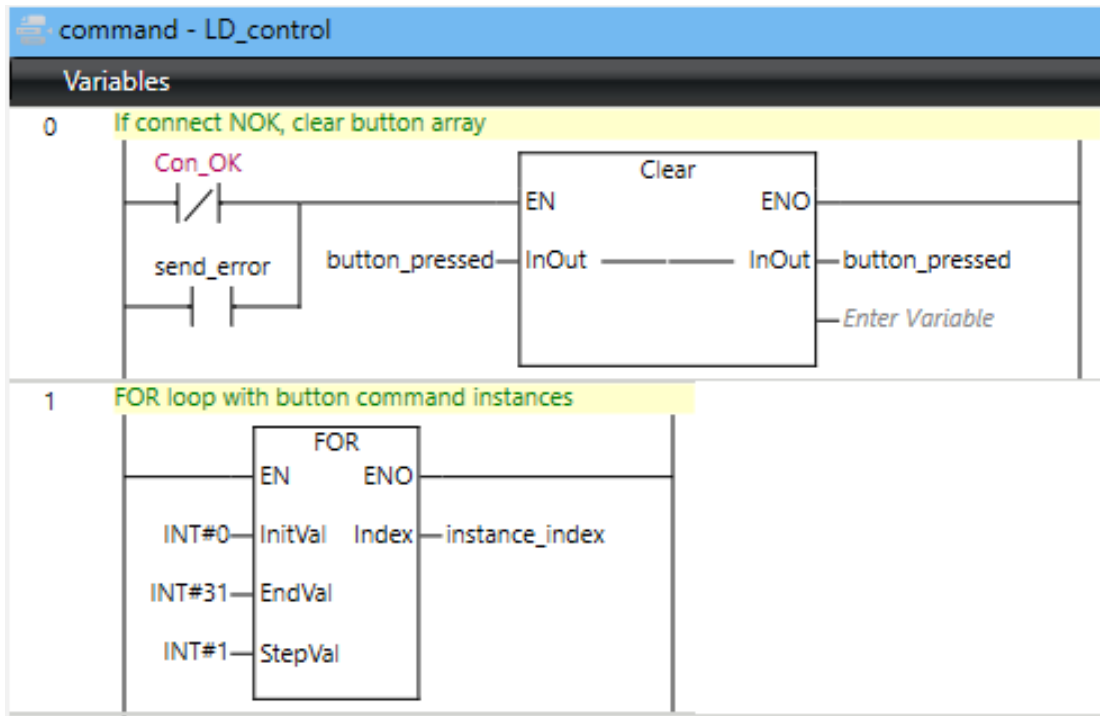 command - LD_control
Variables
0 If connect NOK, clear button array
Con_OK
Clear
EN ENO
send_error
button_pressed InOut InOut button_pressed
Enter Variable
1 FOR loop with button command instances
FOR
EN ENO
INT#0 InitVal Index instance_index
INT#31 EndVal
INT#1 StepVal